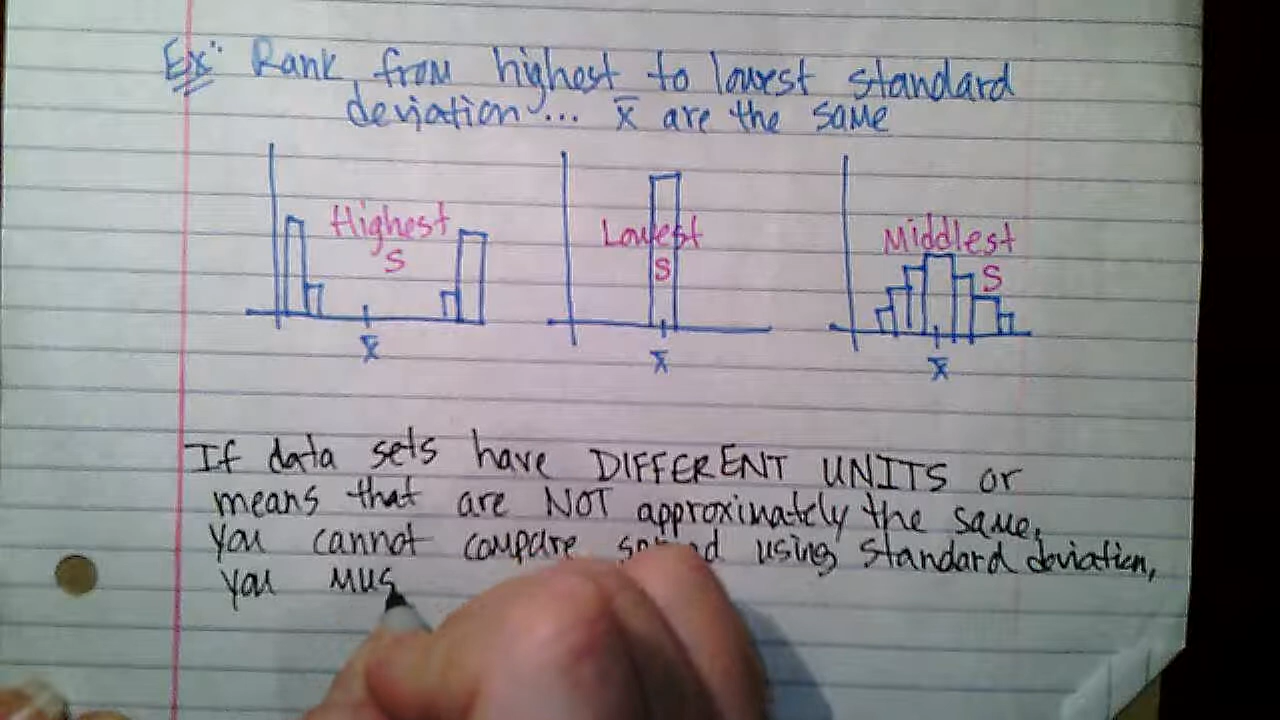 Ex: Rank from highest to lowest standard
deviation... x̄ are the same
Highest
S
Lowest
S
Middlest
S
x̄
x̄
x̄
If data sets have DIFFERENT UNITS or
means that are NOT approximately the same,
you cannot compare using standard deviation,
you MUS